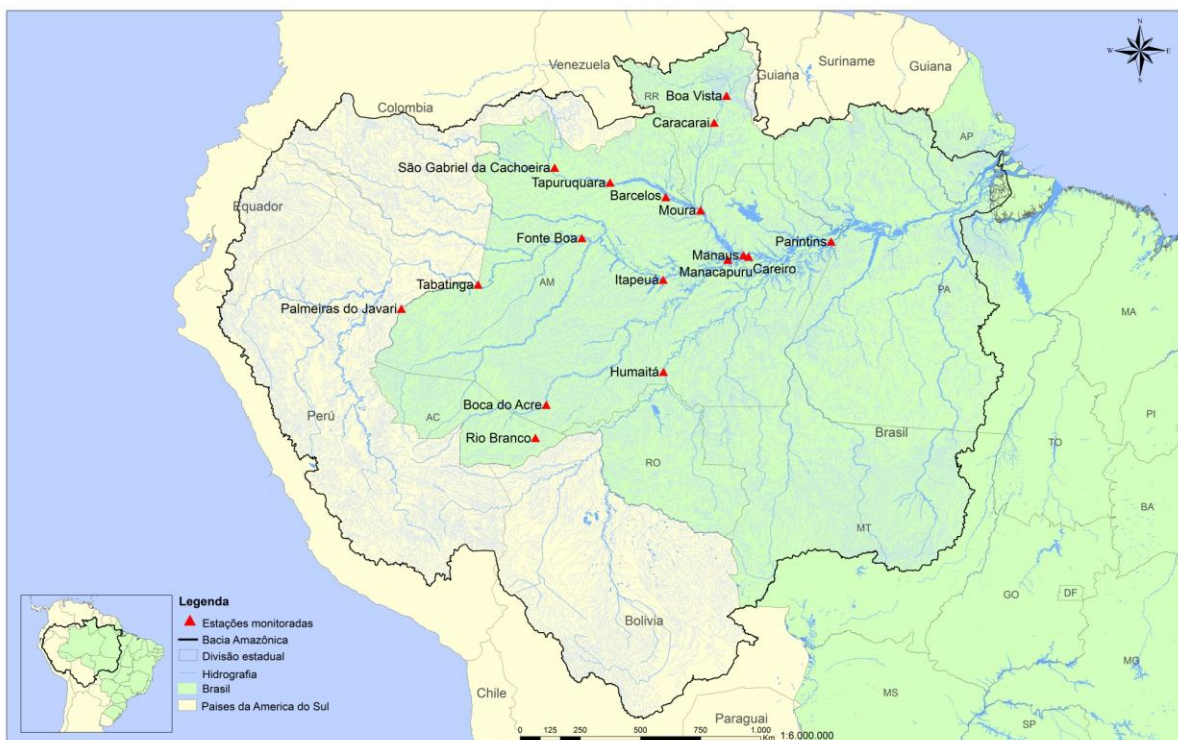 N
W
E
S
Venezuela
Guiana
Suriname
Guiana
Colombia
RR
Boa Vista
Caracarai
AP
São Gabriel da Cachoeira
Tapuruquara
Barcelos
Moura
Equador
Fonte Boa
Parintins
Manaus
Careiro
Manacapuru
Itapeuá
Tabatinga
AM
PA
Palmeiras do Javari
MA
Humaitá
Boca do Acre
AC
Perú
Rio Branco
Brasil
PI
TO
RO
BA
MT
GO
DF
Bolívia
MG
MS
SP
Chile
Paraguai
Legenda
Estações monitoradas
Bacia Amazônica
Divisão estadual
Hidrografia
Brasil
Paises da America do Sul
0 125 250 500 750 1.000
Km
1:6.000.000